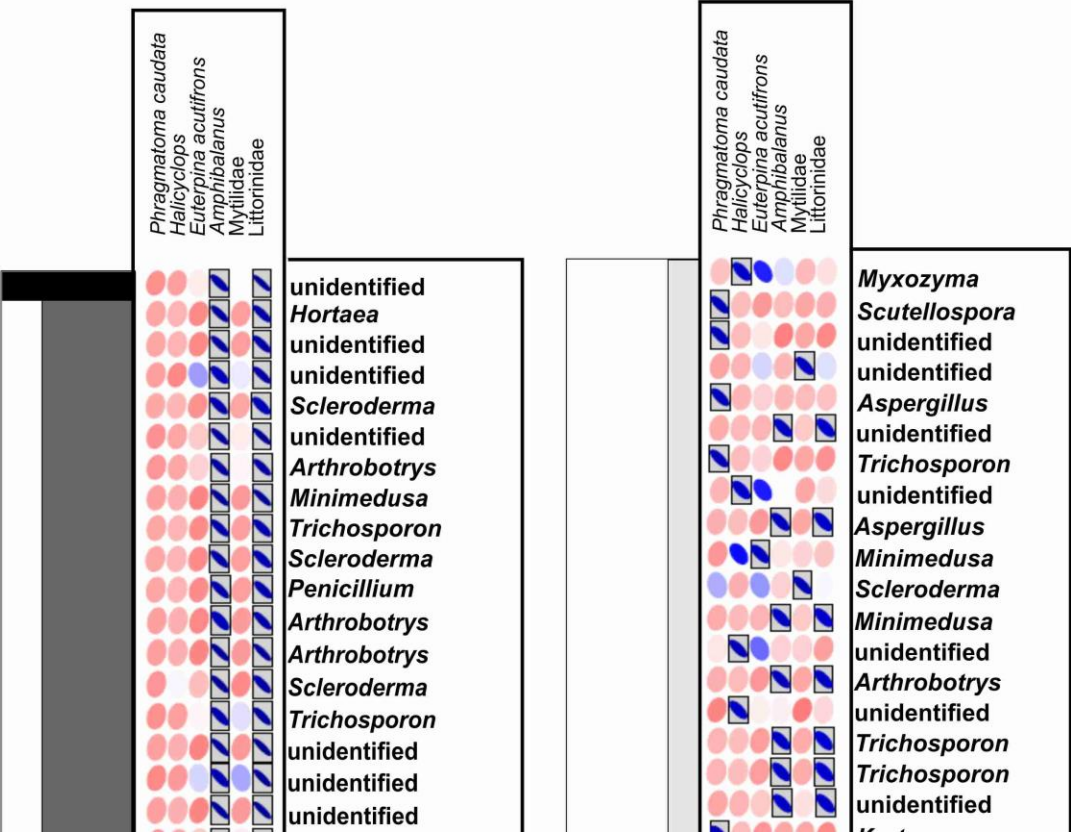 Phragmatoma caudata
Halicyclops
Euterpina acutifrons
Amphibalanus
Mytilidae
Littorinidae
unidentified
Hortaea
unidentified
unidentified
Scleroderma
unidentified
Arthrobotrys
Minimedusa
Trichosporon
Scleroderma
Penicillium
Arthrobotrys
Arthrobotrys
Scleroderma
Trichosporon
unidentified
unidentified
unidentified
Phragmatoma caudata
Halicyclops
Euterpina acutifrons
Amphibalanus
Mytilidae
Littorinidae
Myxozyma
Scutellospora
unidentified
unidentified
Aspergillus
unidentified
Trichosporon
unidentified
Aspergillus
Minimedusa
Scleroderma
Minimedusa
unidentified
Arthrobotrys
unidentified
Trichosporon
Trichosporon
unidentified